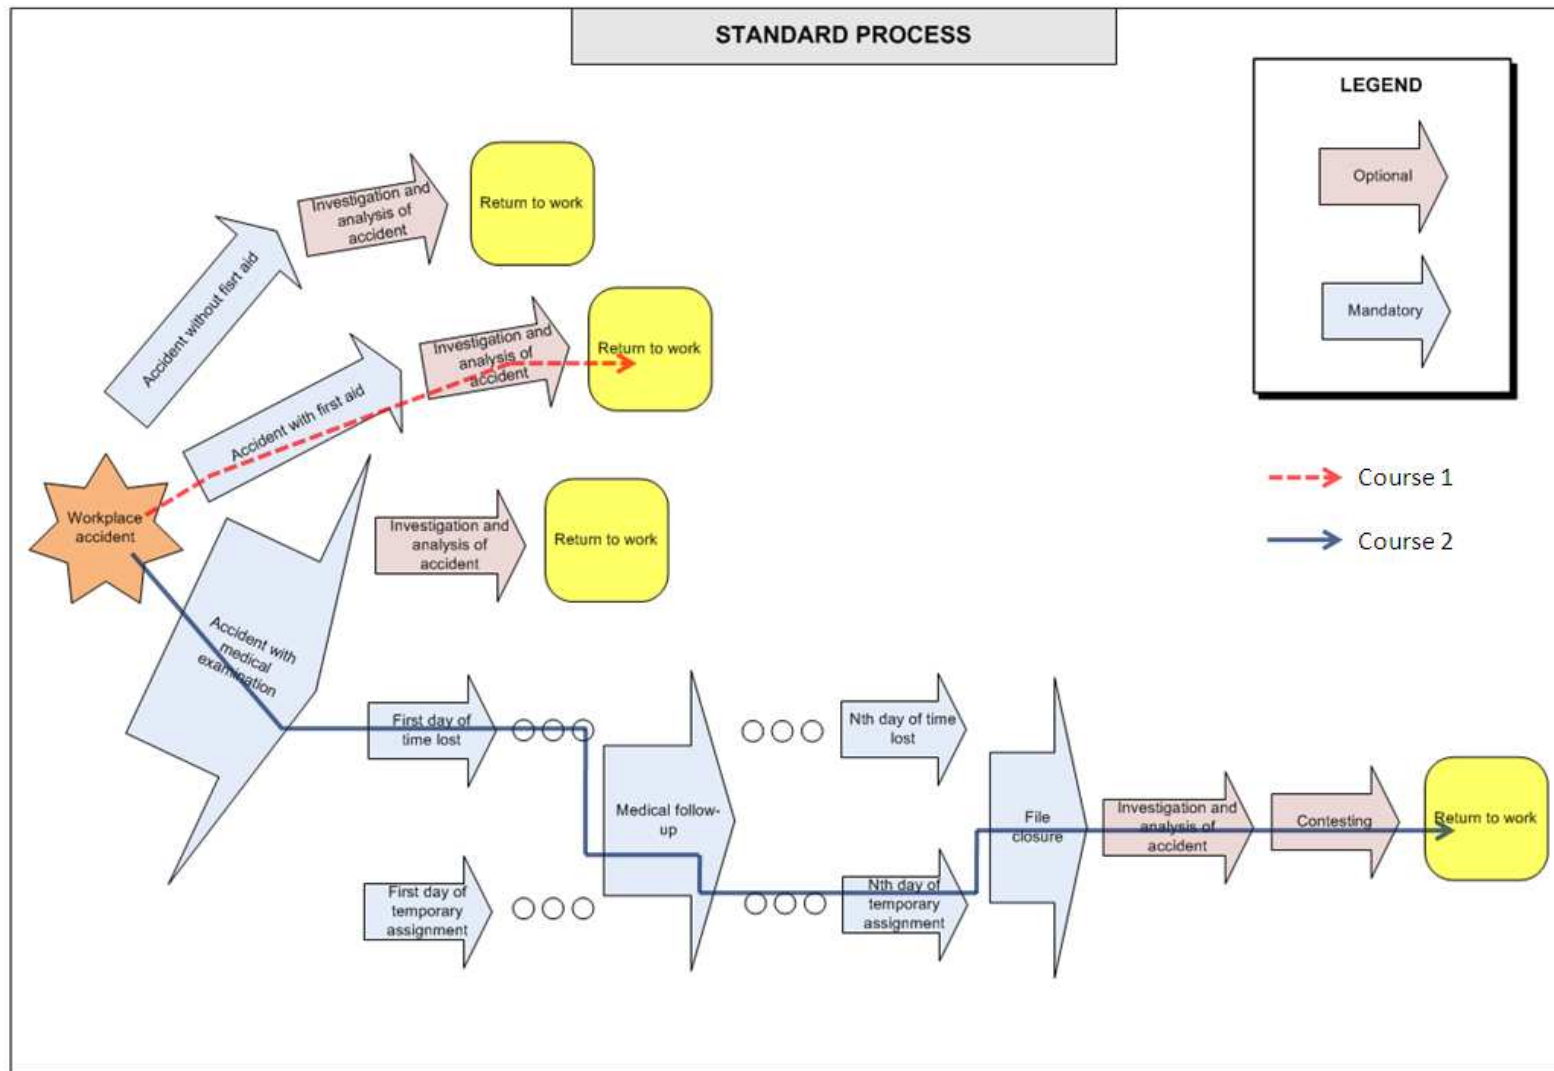 STANDARD PROCESS
LEGEND
Optional
Mandatory
Course 1
Course 2
Investigation and
analysis of
accident
Return to work
Accident without fisrt aid
Investigation and
analysis of
accident
Return to work
Accident with first aid
Workplace
accident
Investigation and
analysis of
accident
Return to work
Accident with
medical
examination
First day of
time lost
Medical follow-
up
Nth day of time
lost
File
closure
Investigation and
analysis of
accident
Contesting
Return to work
First day of
temporary
assignment
Nth day of
temporary
assignment